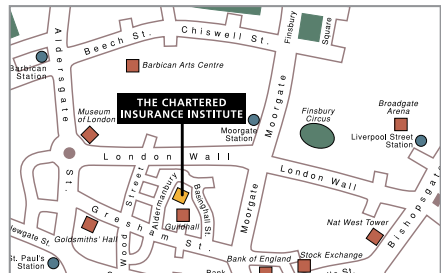 Finsbury
Square
Chiswell St.
Beech St.
Aldersgate
St.
Barbican
Station
Barbican Arts Centre
Moorgate
Broadgate
Arena
THE CHARTERED
INSURANCE INSTITUTE
Museum
of London
Finsbury
Circus
Moorgate
Station
Liverpool Street
Station
London Wall
London Wall
Bishopsgate
Wood Street
Aldermanbury
Basinghall St.
Moorgate
Gresham St.
Guildhall
Nat West Tower
Newgate St.
Goldsmiths' Hall
St. Paul's
Station
Bank of England
Stock Exchange
Bank